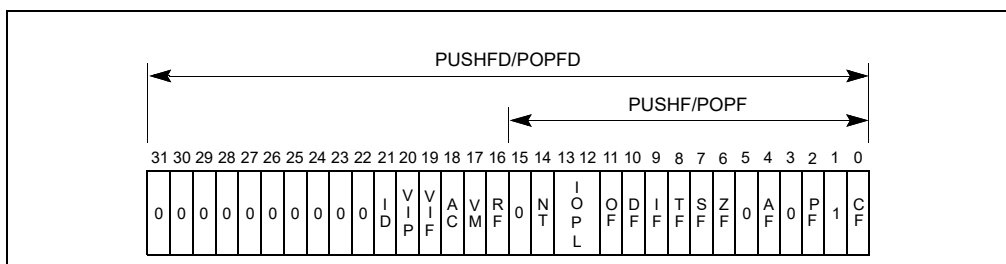 PUSHFD/POPFD
PUSHF/POPF
31 30 29 28 27 26 25 24 23 22 21 20 19 18 17 16 15 14 13 12 11 10 9 8 7 6 5 4 3 2 1 0
0 0 0 0 0 0 0 0 0 0 ID VIP VIF AC VM RF 0 NT IOPL OF DF IF TF SF ZF 0 AF 0 PF 1 CF